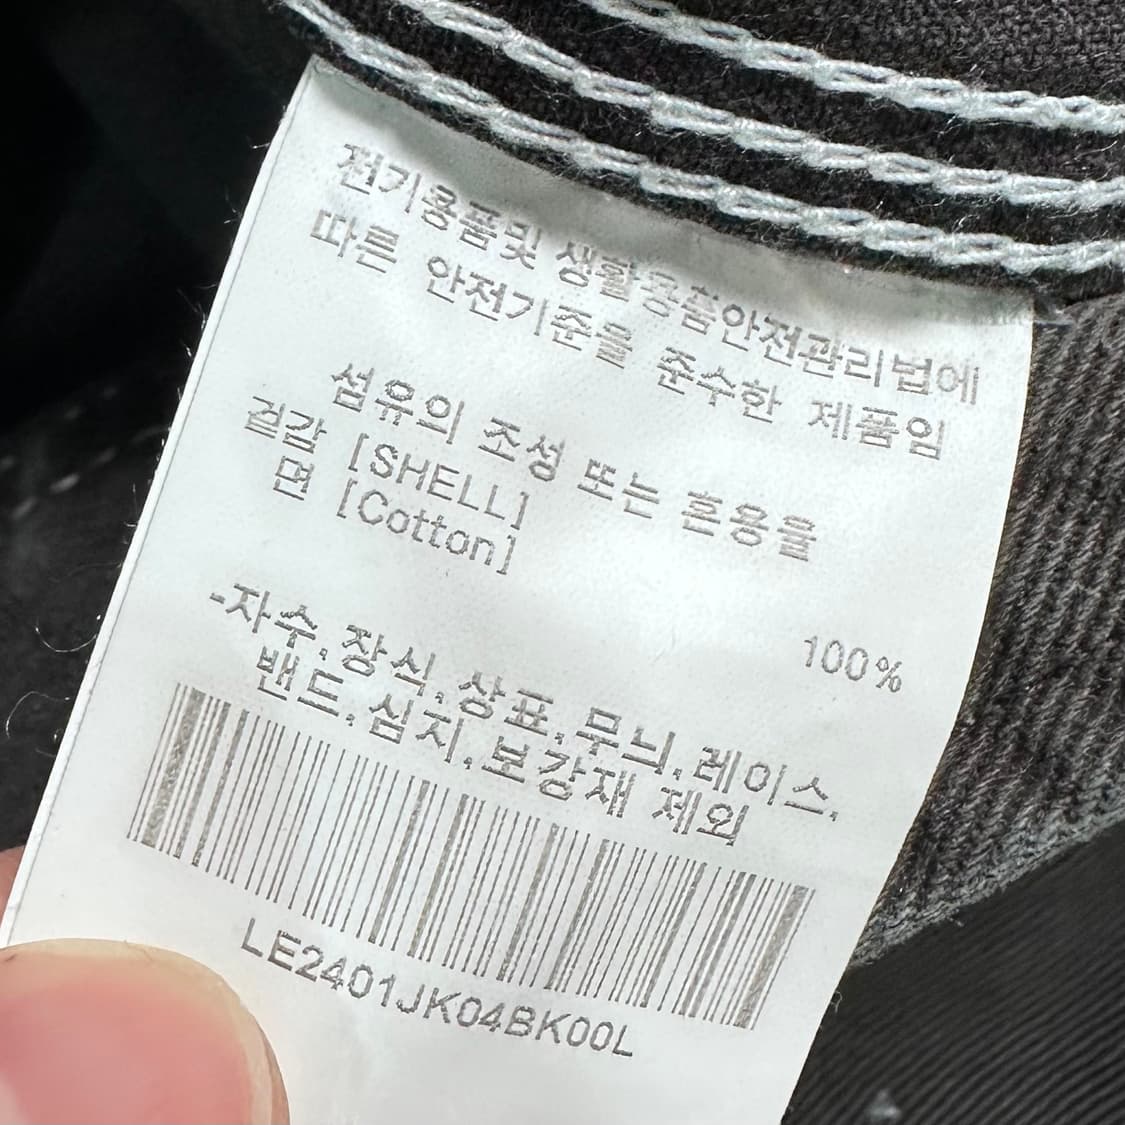 전기용품및 생활용품안전관리법에
따른 안전기준을 준수한 제품임
섬유의 조성 또는 혼용율
겉감 [SHELL]
면 [Cotton]
100%
-자수,장식,상표,무늬,레이스,
밴드,심지,보강재 제외
LE2401JK04BK00L